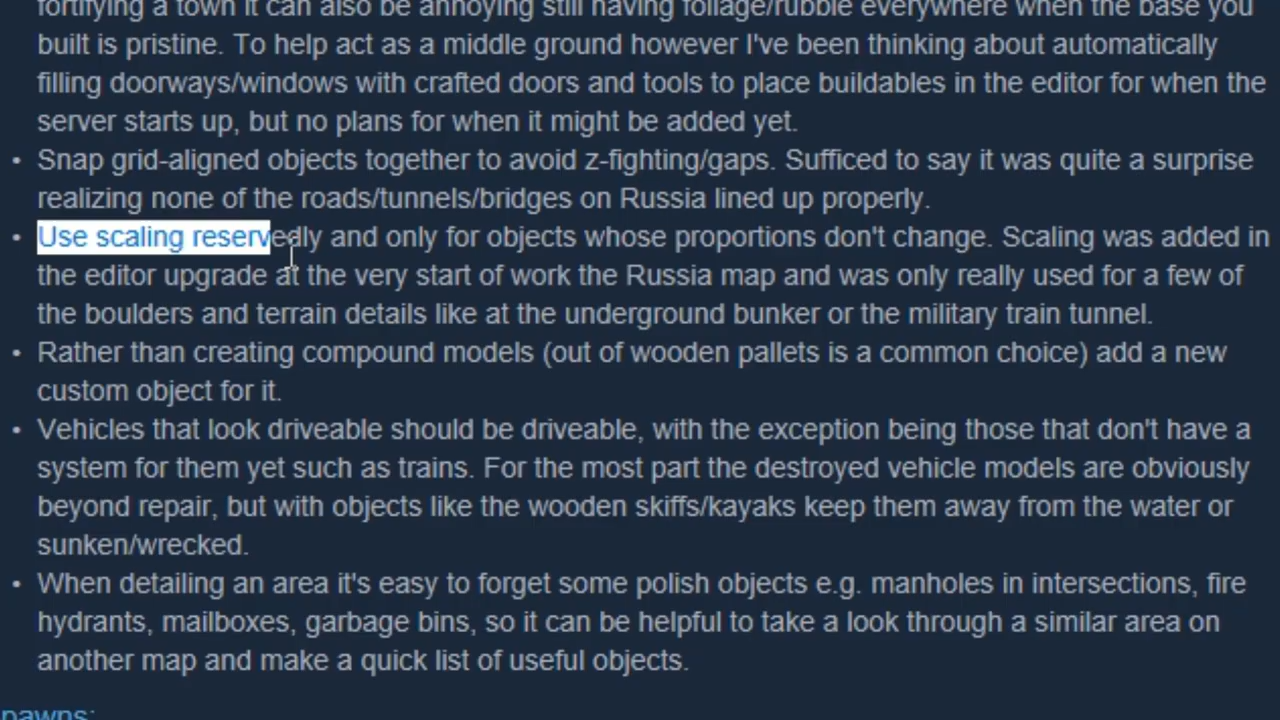 fortifying a town it can also be annoying still having foliage/rubble everywhere when the base you
built is pristine. To help act as a middle ground however I've been thinking about automatically
filling doorways/windows with crafted doors and tools to place buildables in the editor for when the
server starts up, but no plans for when it might be added yet.
• Snap grid-aligned objects together to avoid z-fighting/gaps. Sufficed to say it was quite a surprise
realizing none of the roads/tunnels/bridges on Russia lined up properly.
• Use scaling reservedly and only for objects whose proportions don't change. Scaling was added in
the editor upgrade at the very start of work the Russia map and was only really used for a few of
the boulders and terrain details like at the underground bunker or the military train tunnel.
• Rather than creating compound models (out of wooden pallets is a common choice) add a new
custom object for it.
• Vehicles that look driveable should be driveable, with the exception being those that don't have a
system for them yet such as trains. For the most part the destroyed vehicle models are obviously
beyond repair, but with objects like the wooden skiffs/kayaks keep them away from the water or
sunken/wrecked.
• When detailing an area it's easy to forget some polish objects e.g. manholes in intersections, fire
hydrants, mailboxes, garbage bins, so it can be helpful to take a look through a similar area on
another map and make a quick list of useful objects.
pawns: